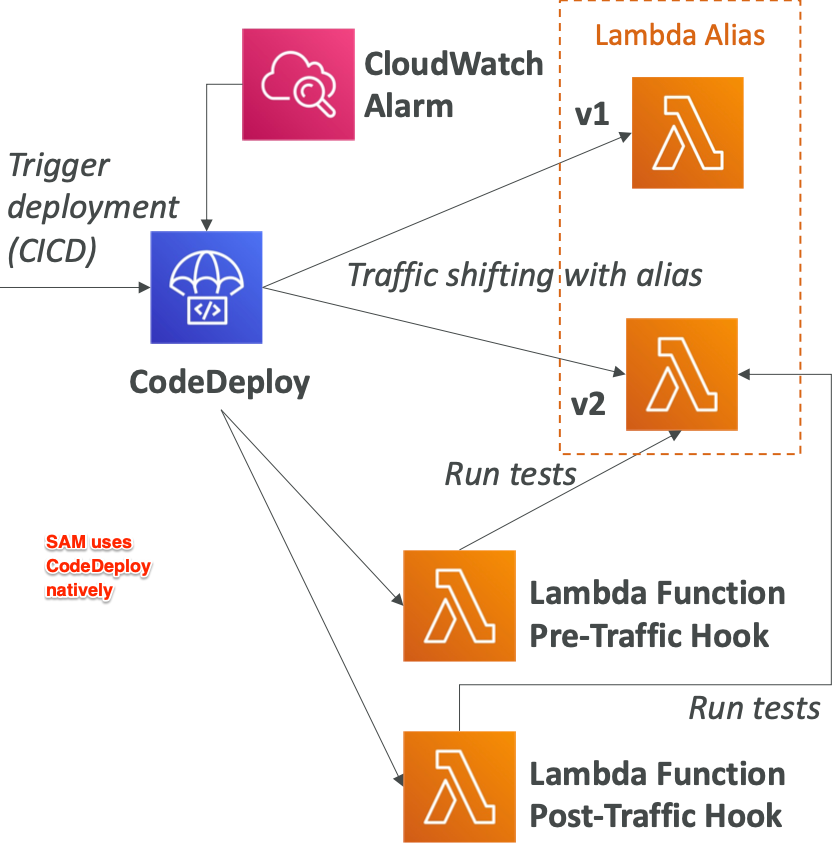 Lambda Alias
CloudWatch
Alarm
v1
Trigger
deployment
(CICD)
Traffic shifting with alias
</>
CodeDeploy
v2
Run tests
SAM uses
CodeDeploy
natively
Lambda Function
Pre-Traffic Hook
Run tests
Lambda Function
Post-Traffic Hook